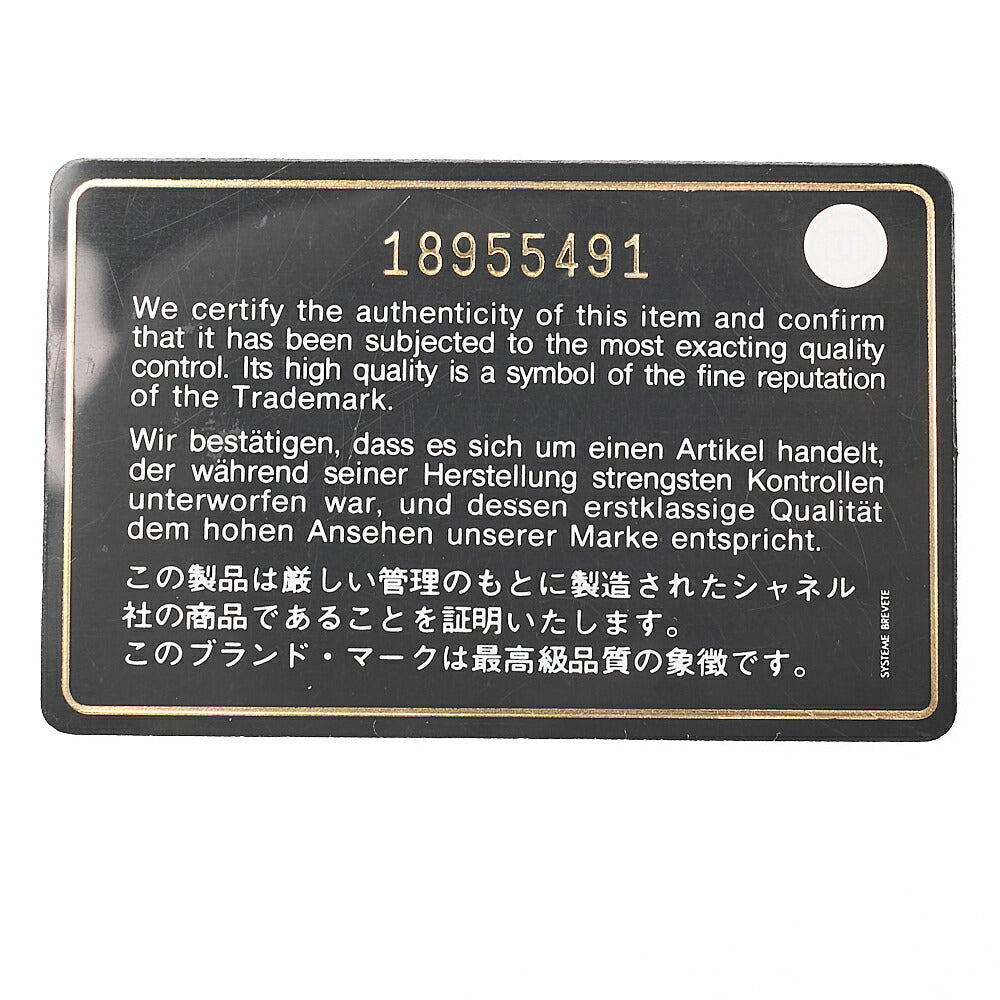 18955491
We certify the authenticity of this item and confirm
that it has been subjected to the most exacting quality
control. Its high quality is a symbol of the fine reputation
of the Trademark.
Wir bestätigen, dass es sich um einen Artikel handelt,
der während seiner Herstellung strengsten Kontrollen
unterworfen war, und dessen erstklassige Qualität
dem hohen Ansehen unserer Marke entspricht.
この製品は厳しい管理のもとに製造されたシャネル
社の商品であることを証明いたします。
このブランド・マークは最高級品質の象徴です。
SYSTEME BREVETE